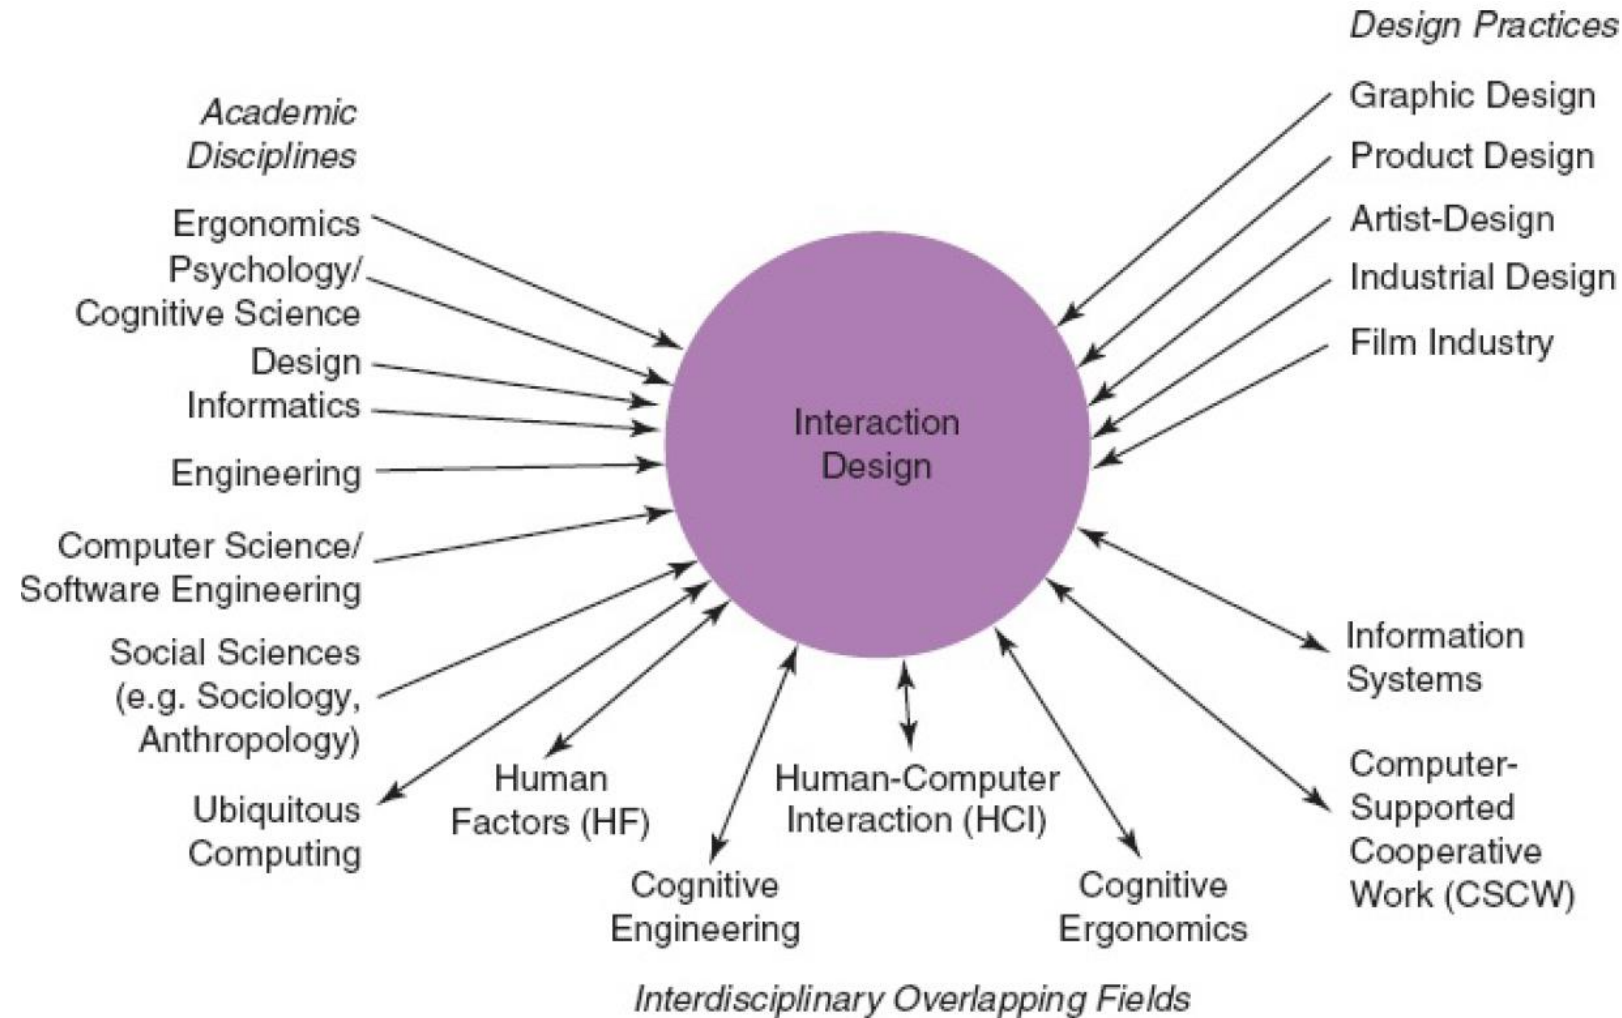 Design Practices
Graphic Design
Product Design
Artist-Design
Industrial Design
Film Industry
Academic
Disciplines
Ergonomics
Psychology/
Cognitive Science
Design
Informatics
Engineering
Computer Science/
Software Engineering
Social Sciences
(e.g. Sociology,
Anthropology)
Ubiquitous
Computing
Interaction
Design
Human
Factors (HF)
Cognitive
Engineering
Human-Computer
Interaction (HCI)
Cognitive
Ergonomics
Information
Systems
Computer-
Supported
Cooperative
Work (CSCW)
Interdisciplinary Overlapping Fields